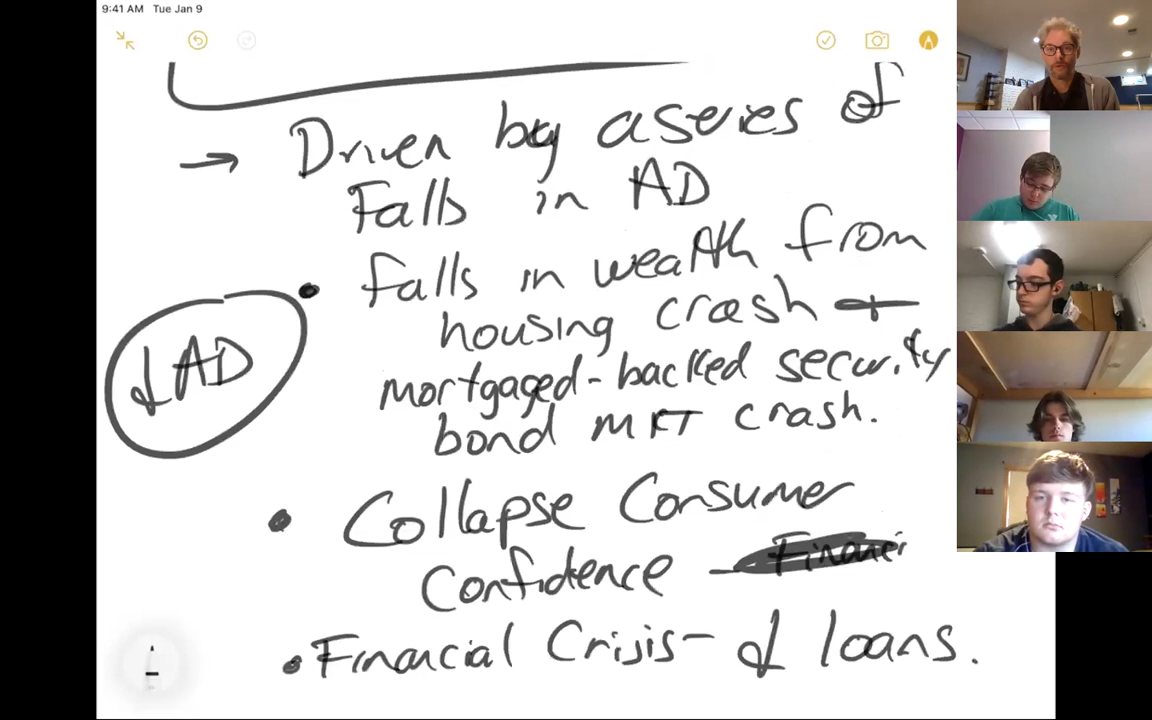 9:41 AM Tue Jan 9
→ Driven by a series of
Falls in AD
• falls in wealth from
housing crash +
mortgaged-backed security
bond MKT crash.
↓AD
• Collapse Consumer
Confidence - Financi
• Financial Crisis - ↓ loans.